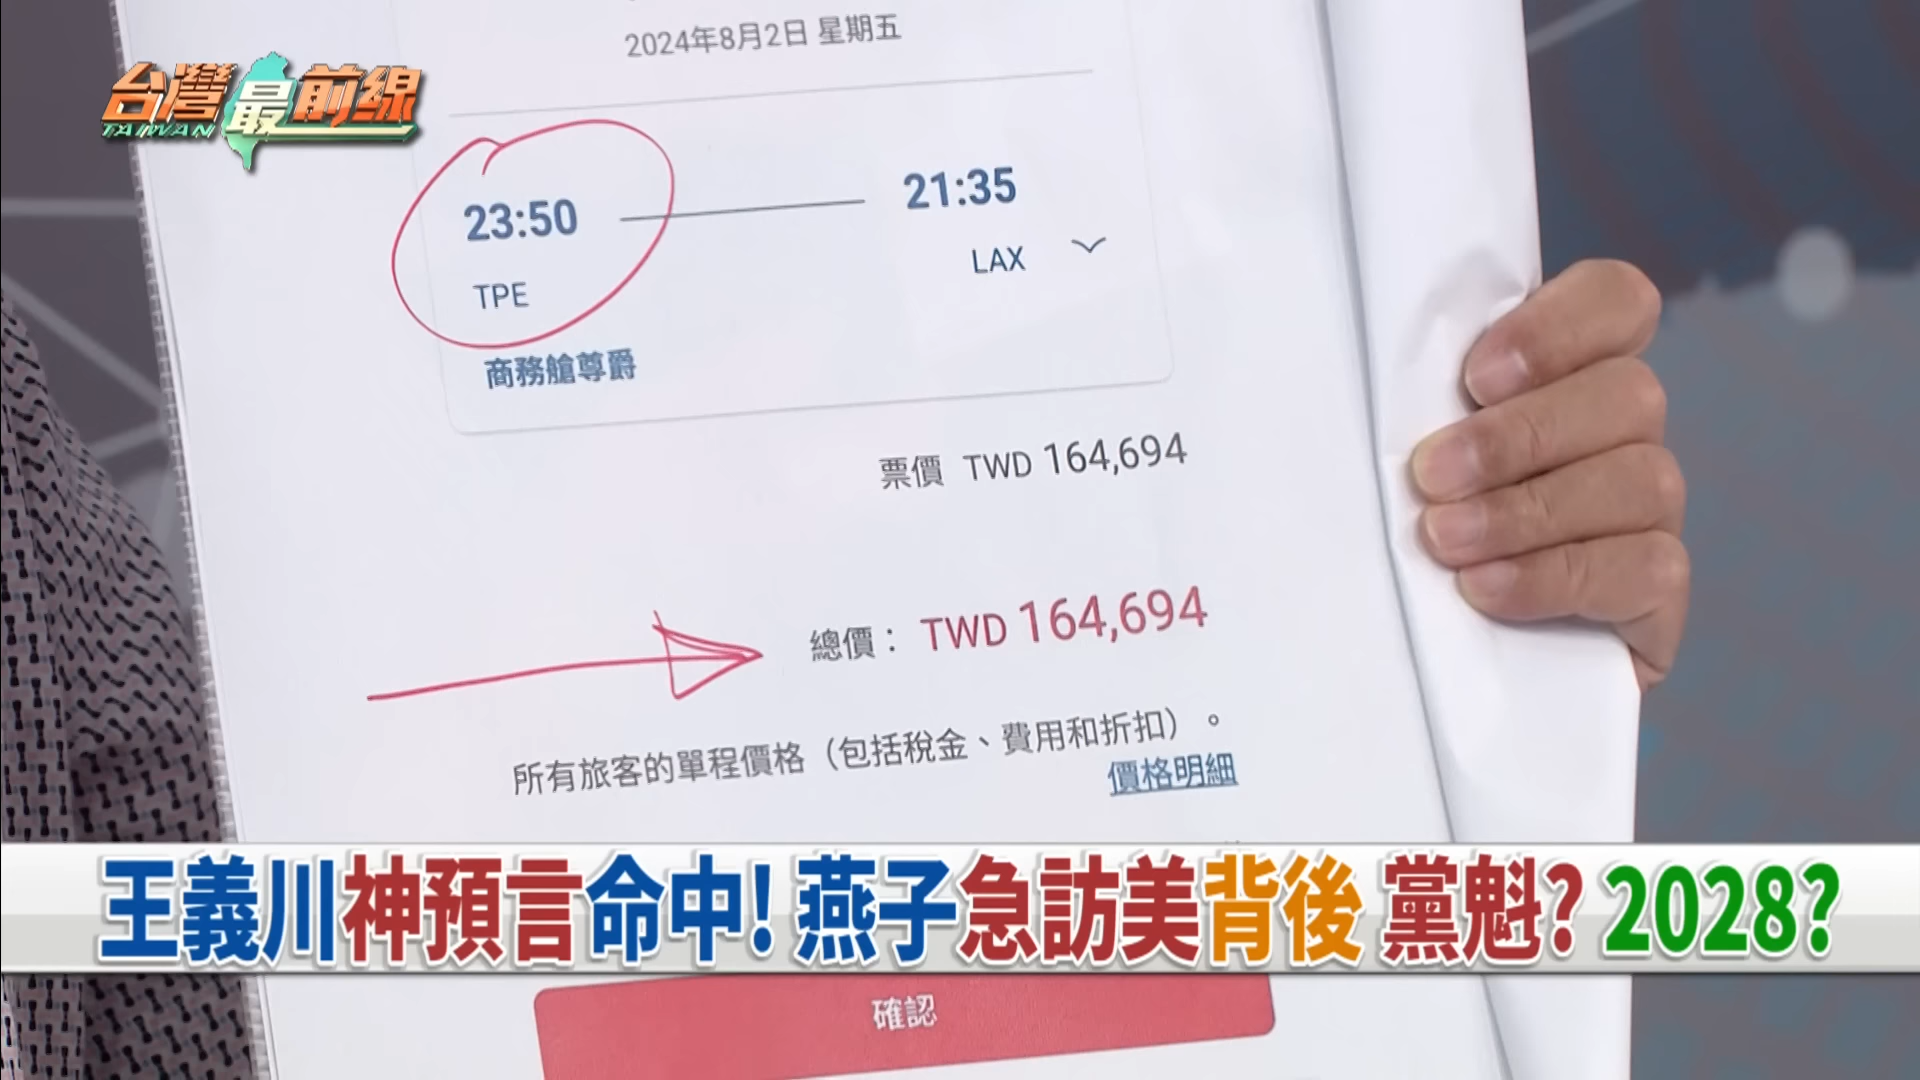 2024年8月2日 星期五
台灣最前線
TAIWAN
23:50
21:35
TPE
LAX
商務艙尊爵
票價 TWD 164,694
總價： TWD 164,694
所有旅客的單程價格（包括稅金、費用和折扣）。
價格明細
王義川神預言命中! 燕子急訪美背後 黨魁? 2028?
確認